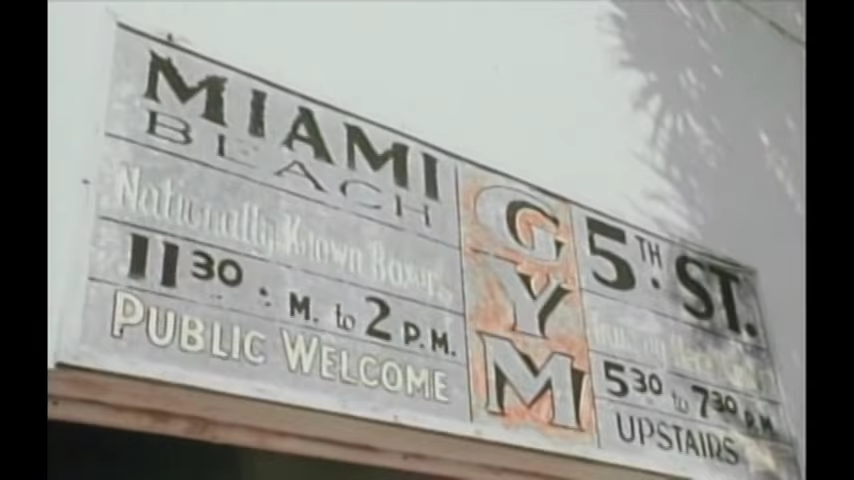 MIAMI
BEACH
Nationally Known Boxers
11 30 . M. to 2 P.M.
PUBLIC WELCOME
GYM
5TH. ST.
5 30 to 7 30 P.M.
UPSTAIRS